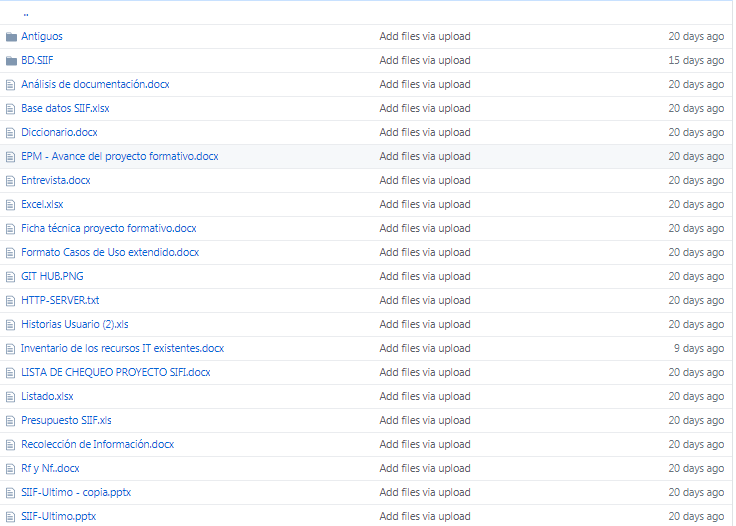 ..
Antiguos Add files via upload 20 days ago
BD.SIIF Add files via upload 15 days ago
Análisis de documentación.docx Add files via upload 20 days ago
Base datos SIIF.xlsx Add files via upload 20 days ago
Diccionario.docx Add files via upload 20 days ago
EPM - Avance del proyecto formativo.docx Add files via upload 20 days ago
Entrevista.docx Add files via upload 20 days ago
Excel.xlsx Add files via upload 20 days ago
Ficha técnica proyecto formativo.docx Add files via upload 20 days ago
Formato Casos de Uso extendido.docx Add files via upload 20 days ago
GIT HUB.PNG Add files via upload 20 days ago
HTTP-SERVER.txt Add files via upload 20 days ago
Historias Usuario (2).xls Add files via upload 20 days ago
Inventario de los recursos IT existentes.docx Add files via upload 9 days ago
LISTA DE CHEQUEO PROYECTO SIFI.docx Add files via upload 20 days ago
Listado.xlsx Add files via upload 20 days ago
Presupuesto SIIF.xls Add files via upload 20 days ago
Recolección de Información.docx Add files via upload 20 days ago
Rf y Nf..docx Add files via upload 20 days ago
SIIF-Ultimo - copia.pptx Add files via upload 20 days ago
SIIF-Ultimo.pptx Add files via upload 20 days ago